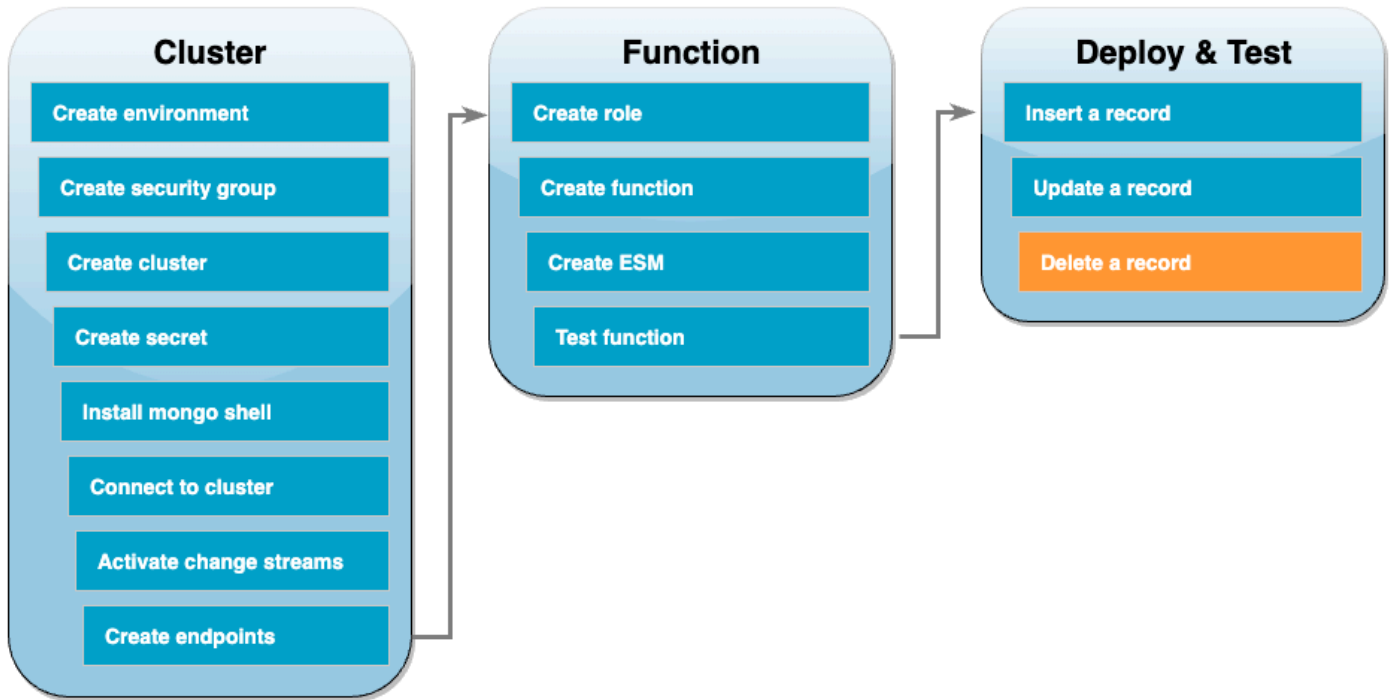 Cluster
Create environment
Create security group
Create cluster
Create secret
Install mongo shell
Connect to cluster
Activate change streams
Create endpoints
Function
Create role
Create function
Create ESM
Test function
Deploy & Test
Insert a record
Update a record
Delete a record